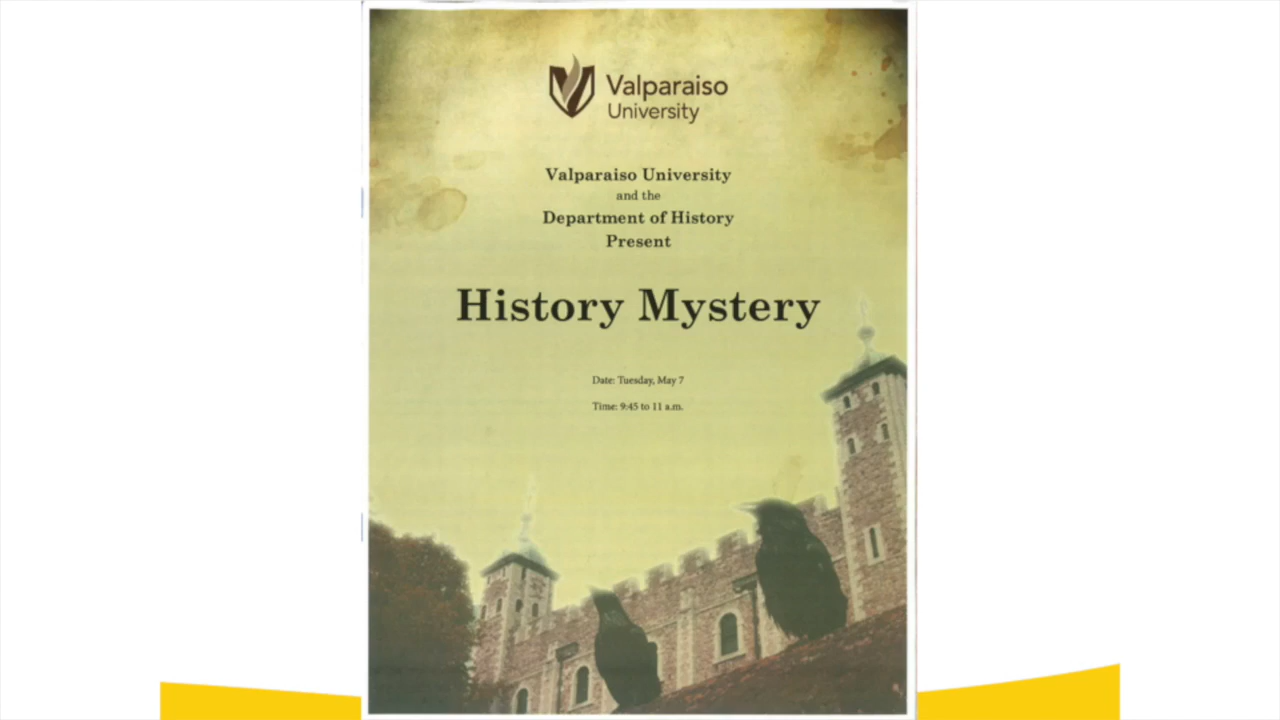 Valparaiso
University
Valparaiso University
and the
Department of History
Present
History Mystery
Date: Tuesday, May 7
Time: 9:45 to 11 a.m.